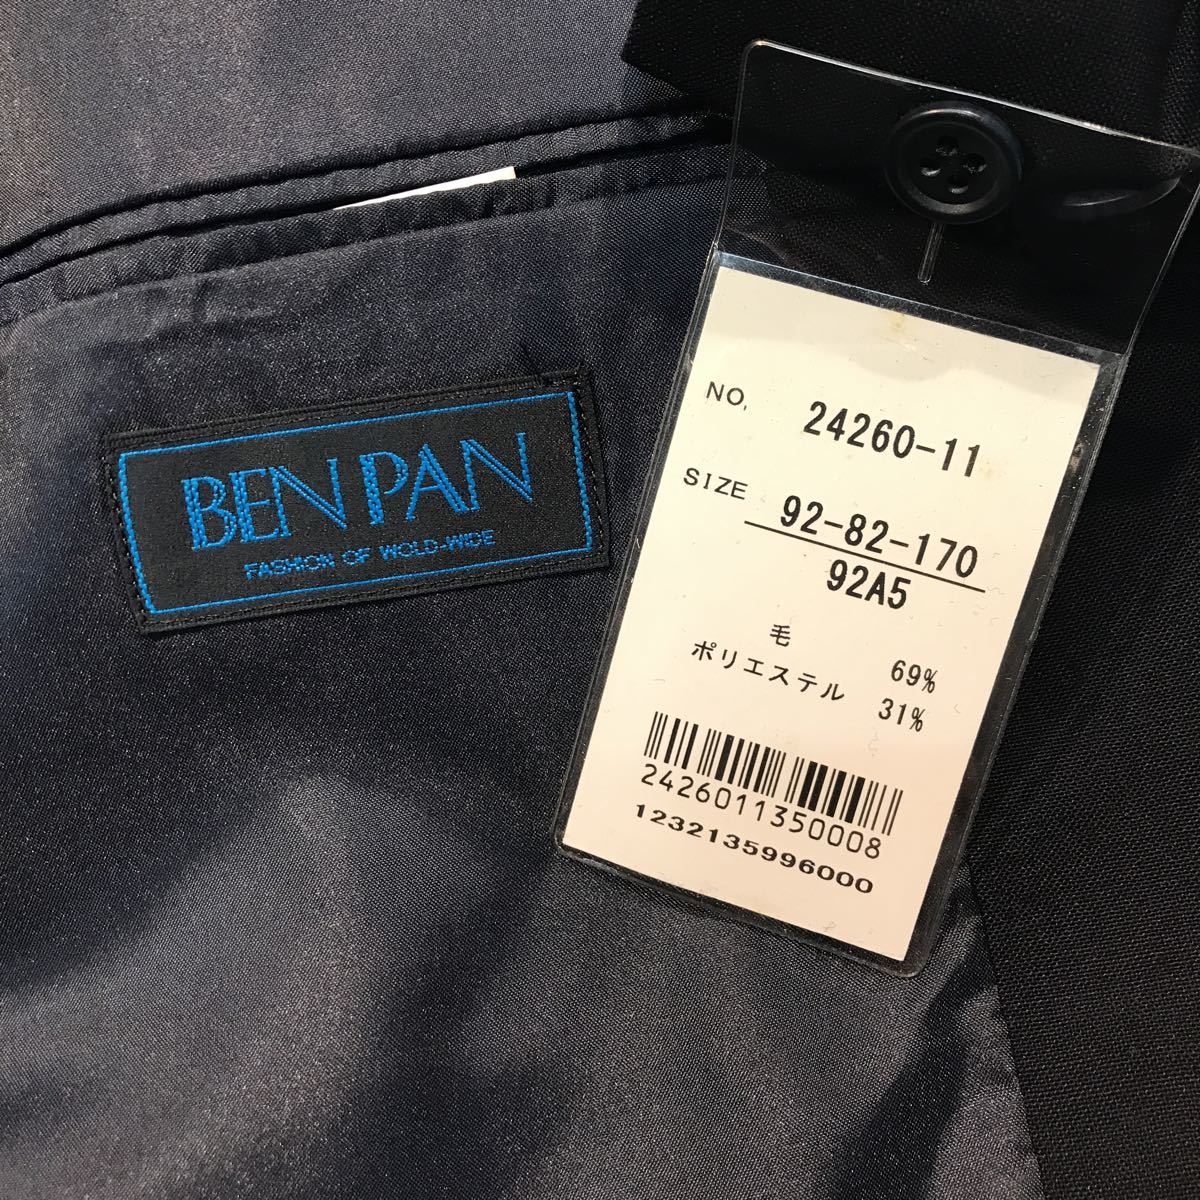 BEN PAN
FASHION OF WOLD-WIDE
NO, 24260-11
SIZE 92-82-170
92A5
毛 69%
ポリエステル 31%
2426011350008
1232135996000